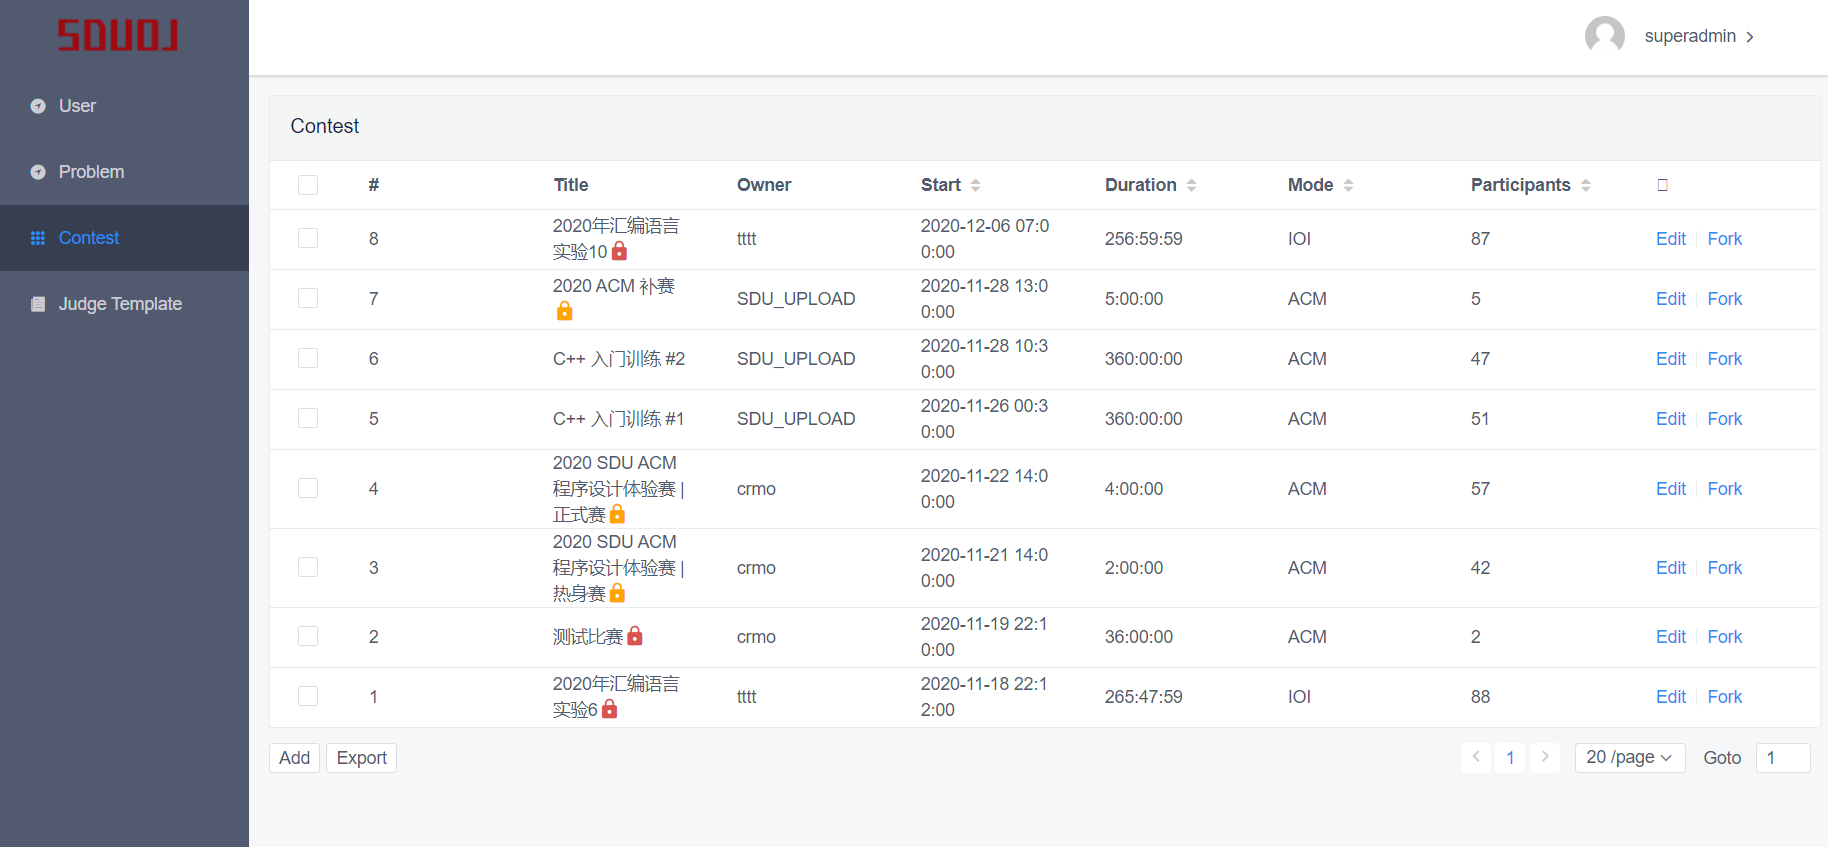 SDUOJ
superadmin
User
Problem
Contest
Judge Template
Contest
# Title Owner Start Duration Mode Participants
8 2020年汇编语言实验10 tttt 2020-12-06 07:00:00 256:59:59 IOI 87 Edit Fork
7 2020 ACM 补赛 SDU_UPLOAD 2020-11-28 13:00:00 5:00:00 ACM 5 Edit Fork
6 C++ 入门训练 #2 SDU_UPLOAD 2020-11-28 10:30:00 360:00:00 ACM 47 Edit Fork
5 C++ 入门训练 #1 SDU_UPLOAD 2020-11-26 00:30:00 360:00:00 ACM 51 Edit Fork
4 2020 SDU ACM 程序设计体验赛 | 正式赛 crmo 2020-11-22 14:00:00 4:00:00 ACM 57 Edit Fork
3 2020 SDU ACM 程序设计体验赛 | 热身赛 crmo 2020-11-21 14:00:00 2:00:00 ACM 42 Edit Fork
2 测试比赛 crmo 2020-11-19 22:10:00 36:00:00 ACM 2 Edit Fork
1 2020年汇编语言实验6 tttt 2020-11-18 22:12:00 265:47:59 IOI 88 Edit Fork
Add Export 1 20 /page Goto 1